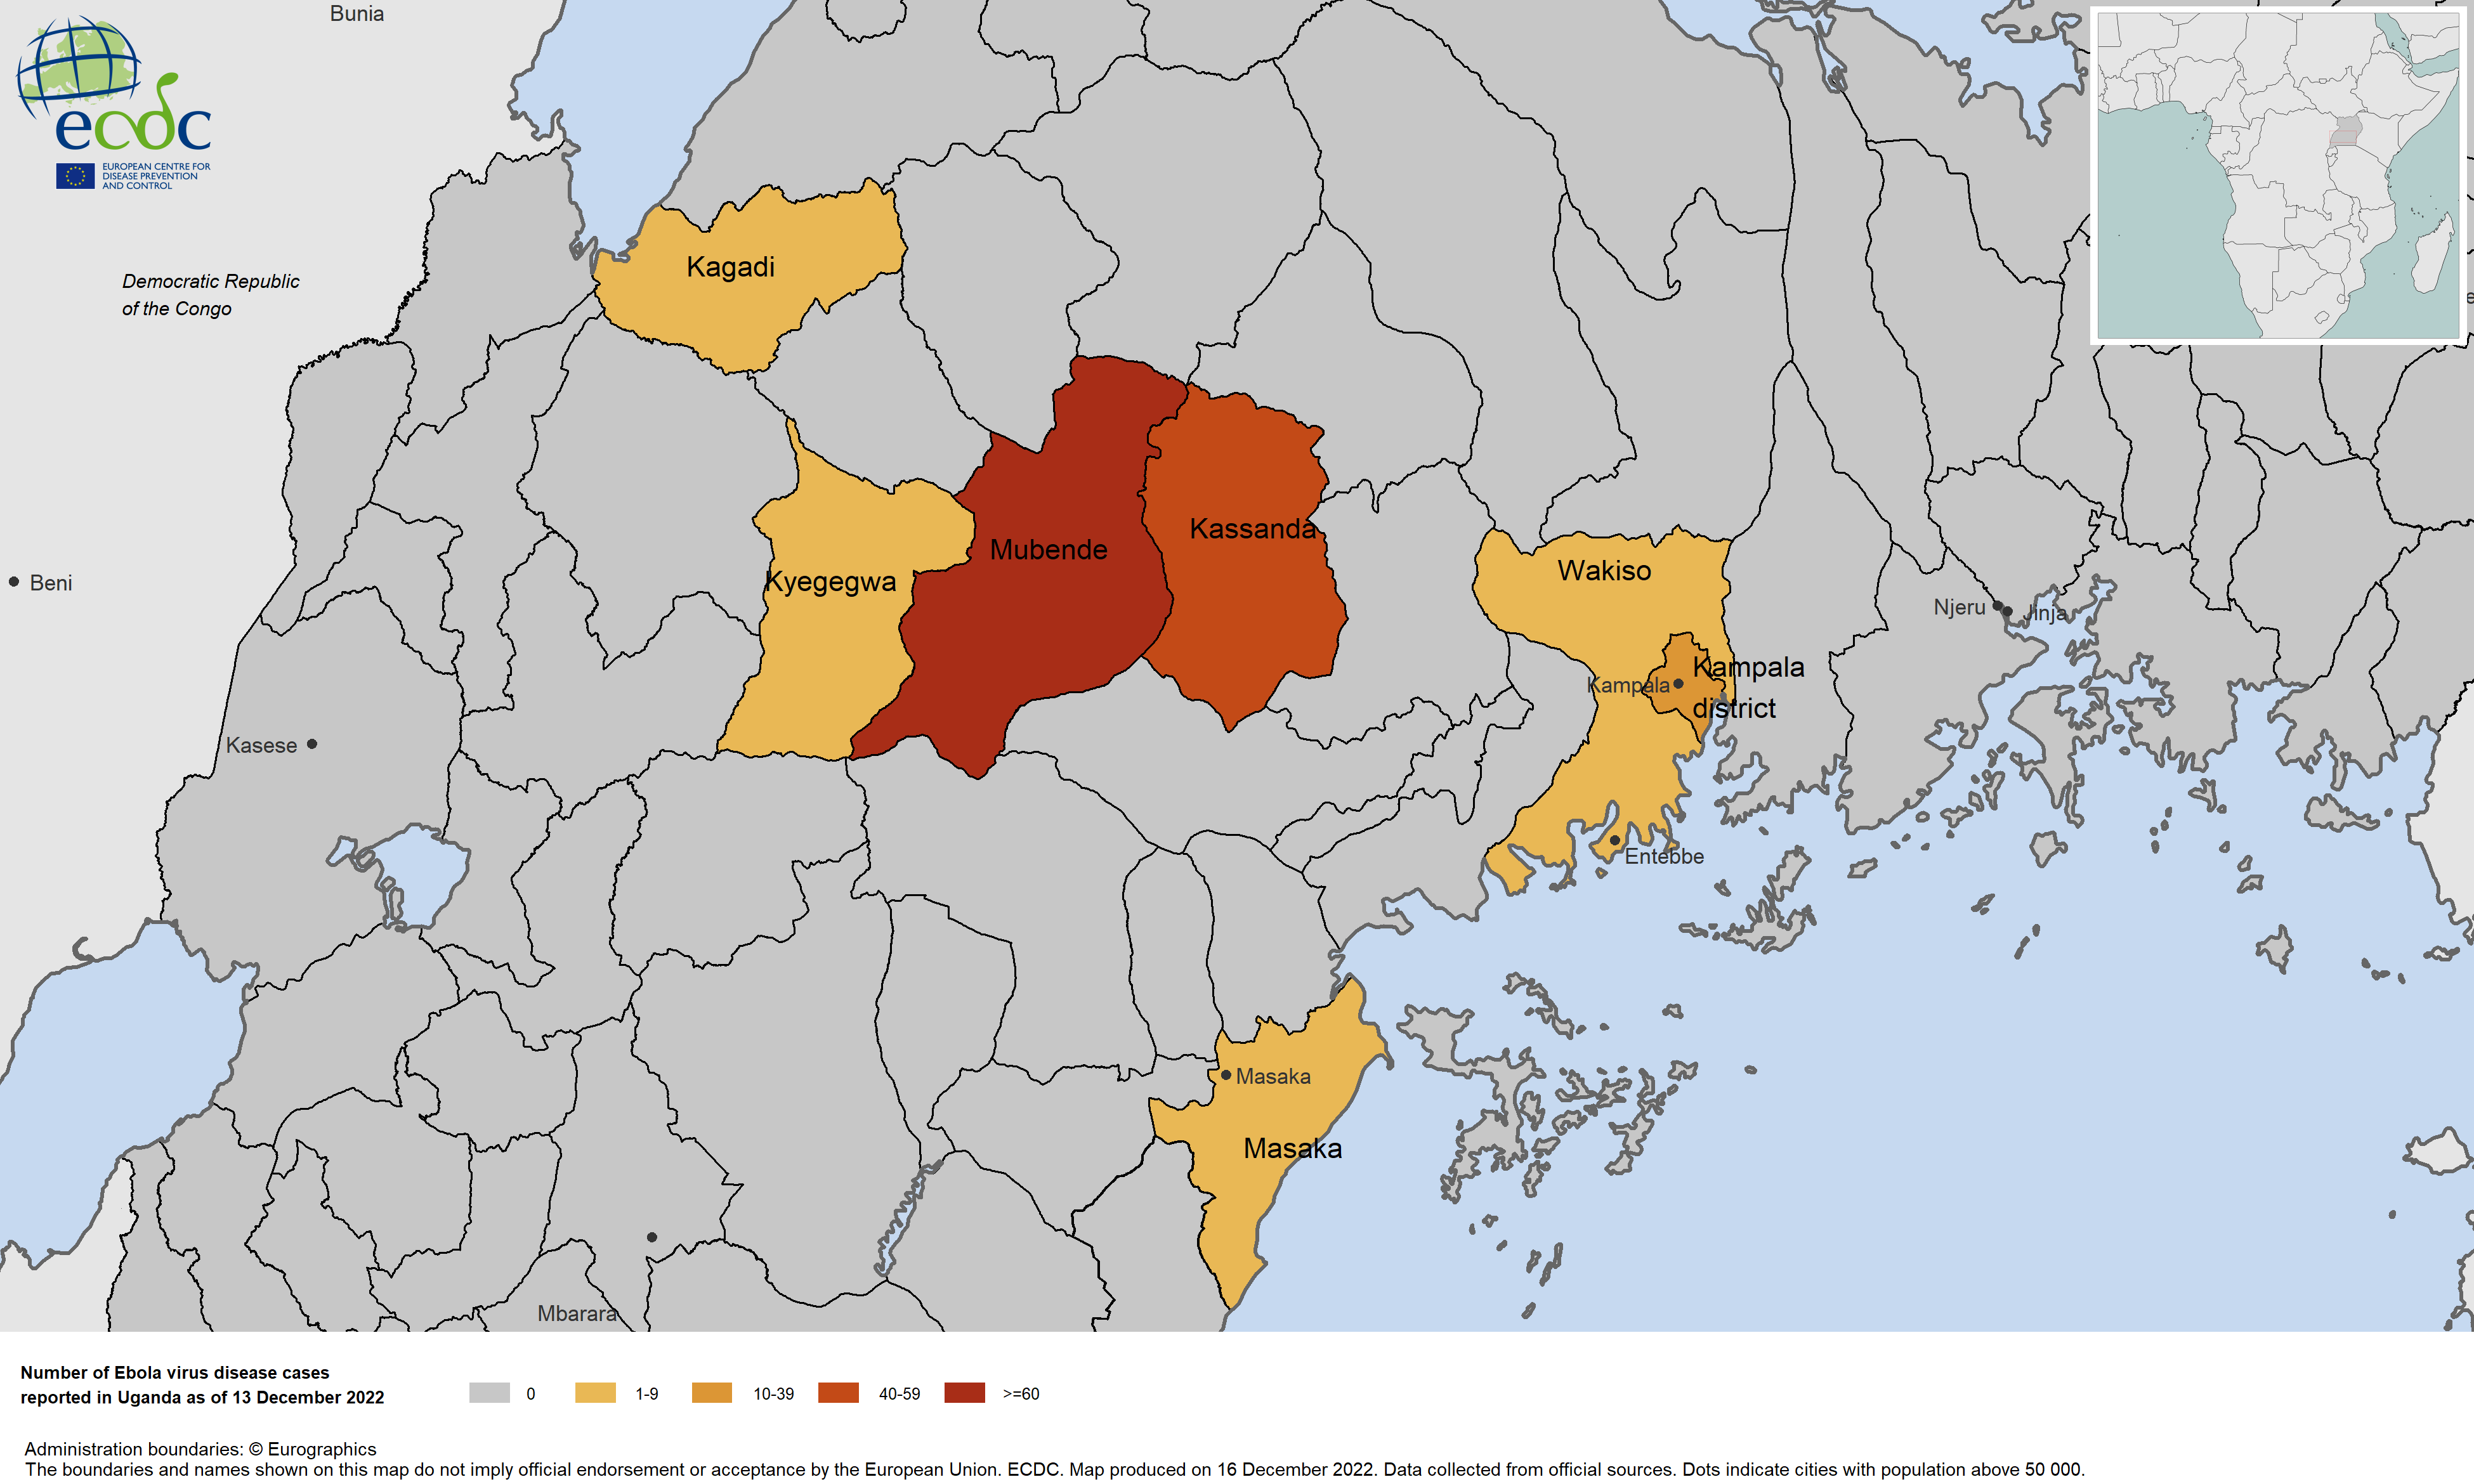 Bunia
ecdc
EUROPEAN CENTRE FOR
DISEASE PREVENTION
AND CONTROL
Kagadi
Democratic Republic
of the Congo
Kassanda
Mubende
Wakiso
Kyegegwa
Beni
Njeru
Jinja
Kampala
district
Kampala
Kasese
Entebbe
Masaka
Masaka
Mbarara
Number of Ebola virus disease cases
reported in Uganda as of 13 December 2022
0
1-9
10-39
40-59
>=60
Administration boundaries: © Eurographics
The boundaries and names shown on this map do not imply official endorsement or acceptance by the European Union. ECDC. Map produced on 16 December 2022. Data collected from official sources. Dots indicate cities with population above 50 000.